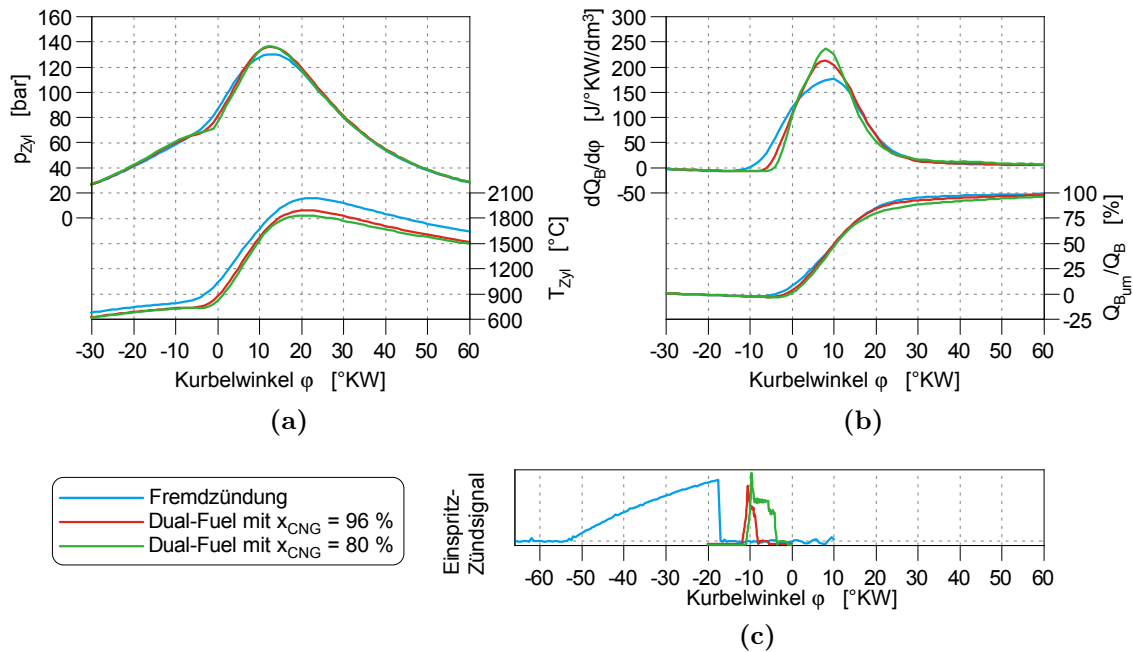 160
140
120
100
80
60
40
20
0
p_Zyl [bar]
2100
1800
1500
1200
900
600
T_Zyl [°C]
-30 -20 -10 0 10 20 30 40 50 60
Kurbelwinkel φ [°KW]
(a)
300
250
200
150
100
50
0
-50
dQ_B/dφ [J/°KW/dm³]
100
75
50
25
0
-25
Q_B_um/Q_B [%]
-30 -20 -10 0 10 20 30 40 50 60
Kurbelwinkel φ [°KW]
(b)
Fremdzündung
Dual-Fuel mit x_CNG = 96 %
Dual-Fuel mit x_CNG = 80 %
Einspritz-
Zündsignal
-60 -50 -40 -30 -20 -10 0 10 20 30 40 50 60
Kurbelwinkel φ [°KW]
(c)